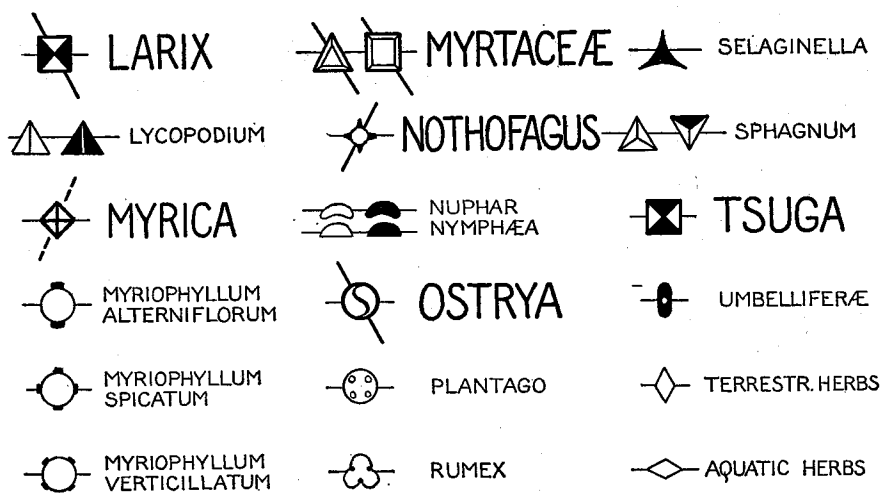 LARIX
LYCOPODIUM
MYRICA
MYRIOPHYLLUM
ALTERNIFLORUM
MYRIOPHYLLUM
SPICATUM
MYRIOPHYLLUM
VERTICILLATUM
MYRTACEÆ
NOTHOFAGUS
NUPHAR
NYMPHÆA
OSTRYA
PLANTAGO
RUMEX
SELAGINELLA
SPHAGNUM
TSUGA
UMBELLIFERÆ
TERRESTR. HERBS
AQUATIC HERBS